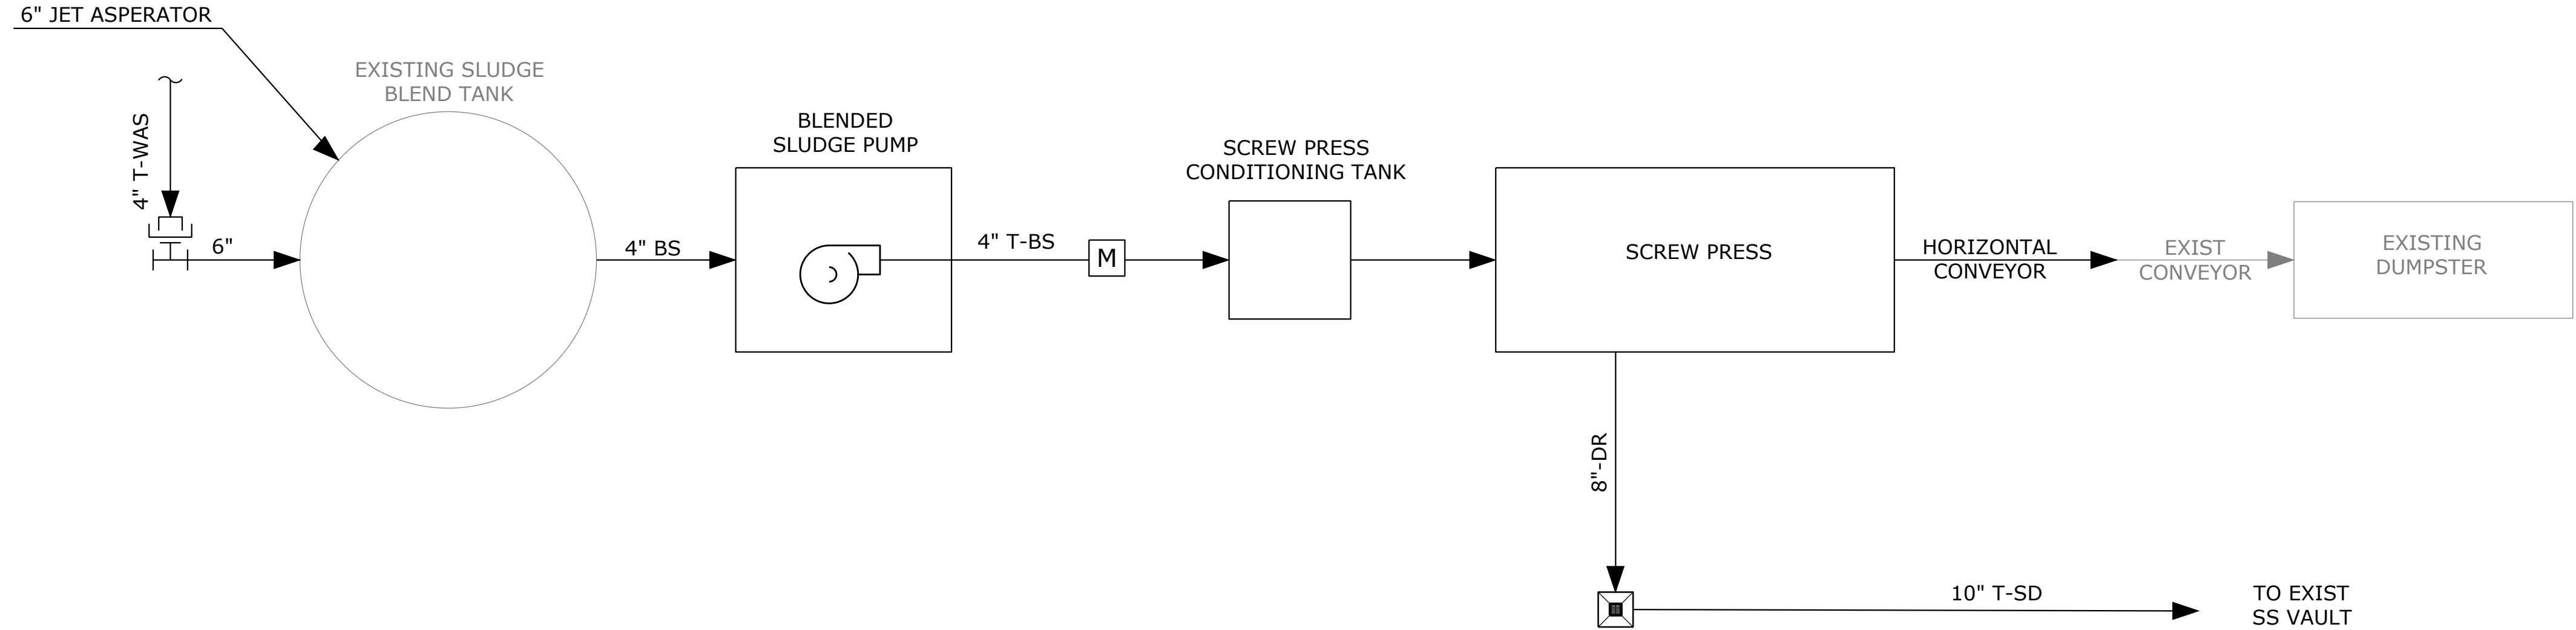 6" JET ASPERATOR
4" T-WAS
6"
EXISTING SLUDGE
BLEND TANK
4" BS
BLENDED
SLUDGE PUMP
4" T-BS
M
SCREW PRESS
CONDITIONING TANK
SCREW PRESS
8"-DR
HORIZONTAL
CONVEYOR
EXIST
CONVEYOR
EXISTING
DUMPSTER
10" T-SD
TO EXIST
SS VAULT